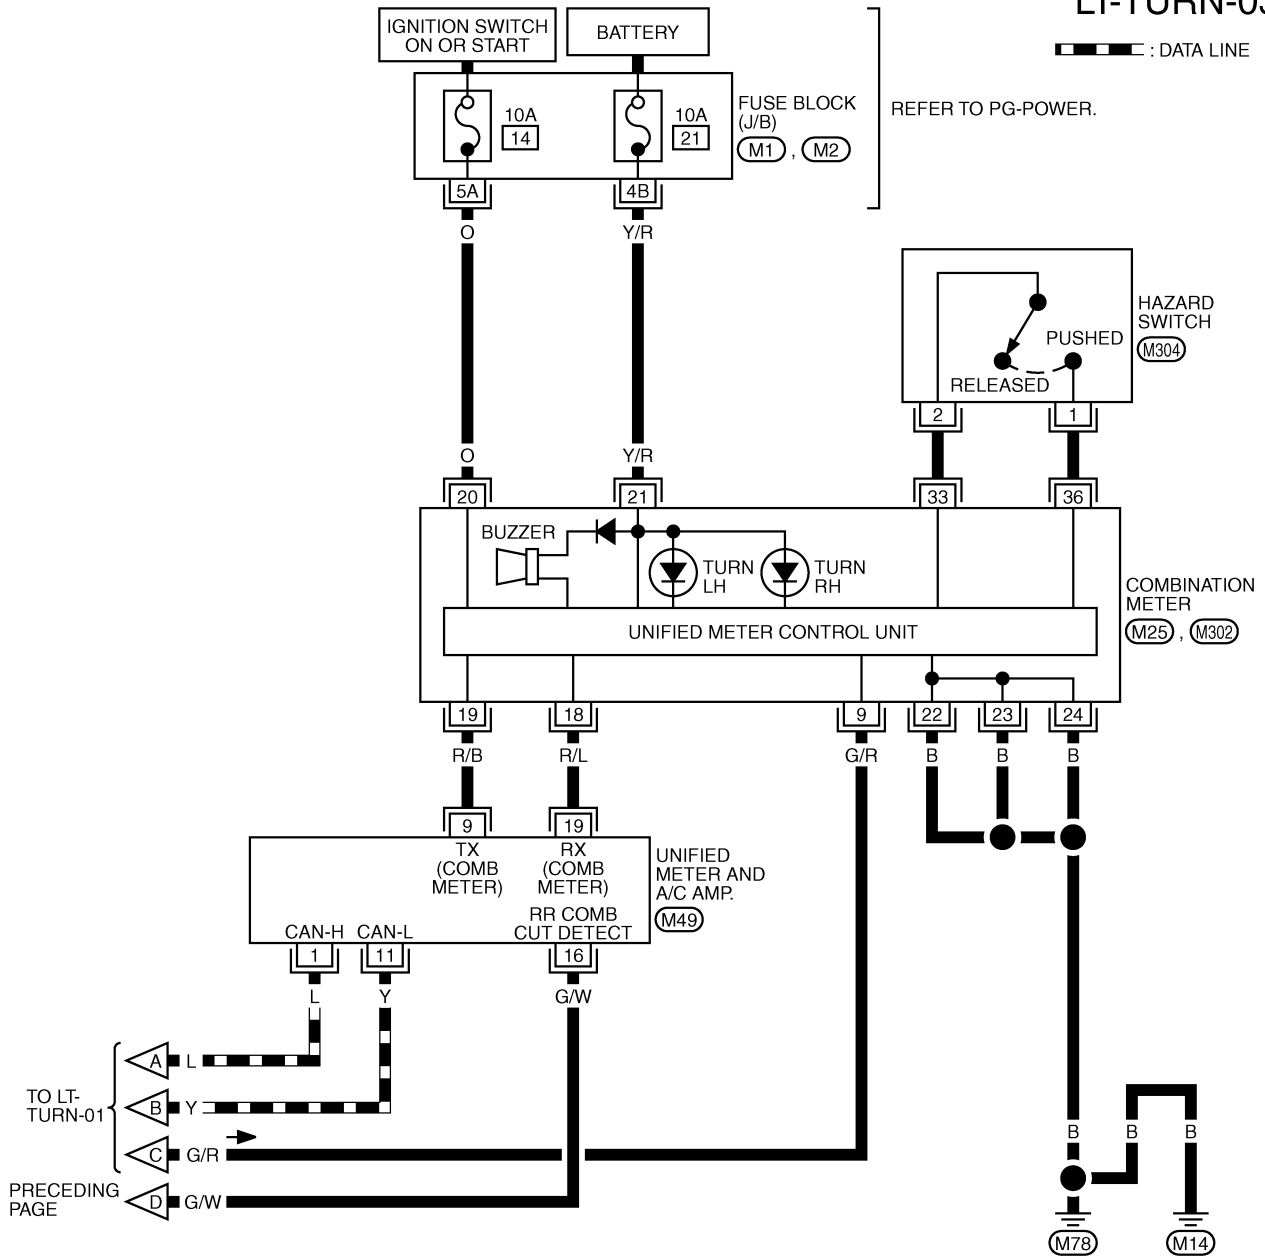 LT-TURN-03
: DATA LINE
IGNITION SWITCH
ON OR START
BATTERY
10A
14
10A
21
FUSE BLOCK
(J/B)
M1 , M2
REFER TO PG-POWER.
5A
4B
O
Y/R
HAZARD
SWITCH
M304
PUSHED
RELEASED
2
1
O
Y/R
20
21
33
36
BUZZER
TURN
LH
TURN
RH
COMBINATION
METER
M25 , M302
UNIFIED METER CONTROL UNIT
19
18
9
22
23
24
R/B
R/L
G/R
B
B
B
9
19
TX
(COMB
METER)
RX
(COMB
METER)
UNIFIED
METER AND
A/C AMP.
M49
RR COMB
CUT DETECT
CAN-H
CAN-L
1
11
16
L
Y
G/W
TO LT-
TURN-01
A
L
B
Y
C
G/R
PRECEDING
PAGE
D
G/W
B
B
B
M78
M14